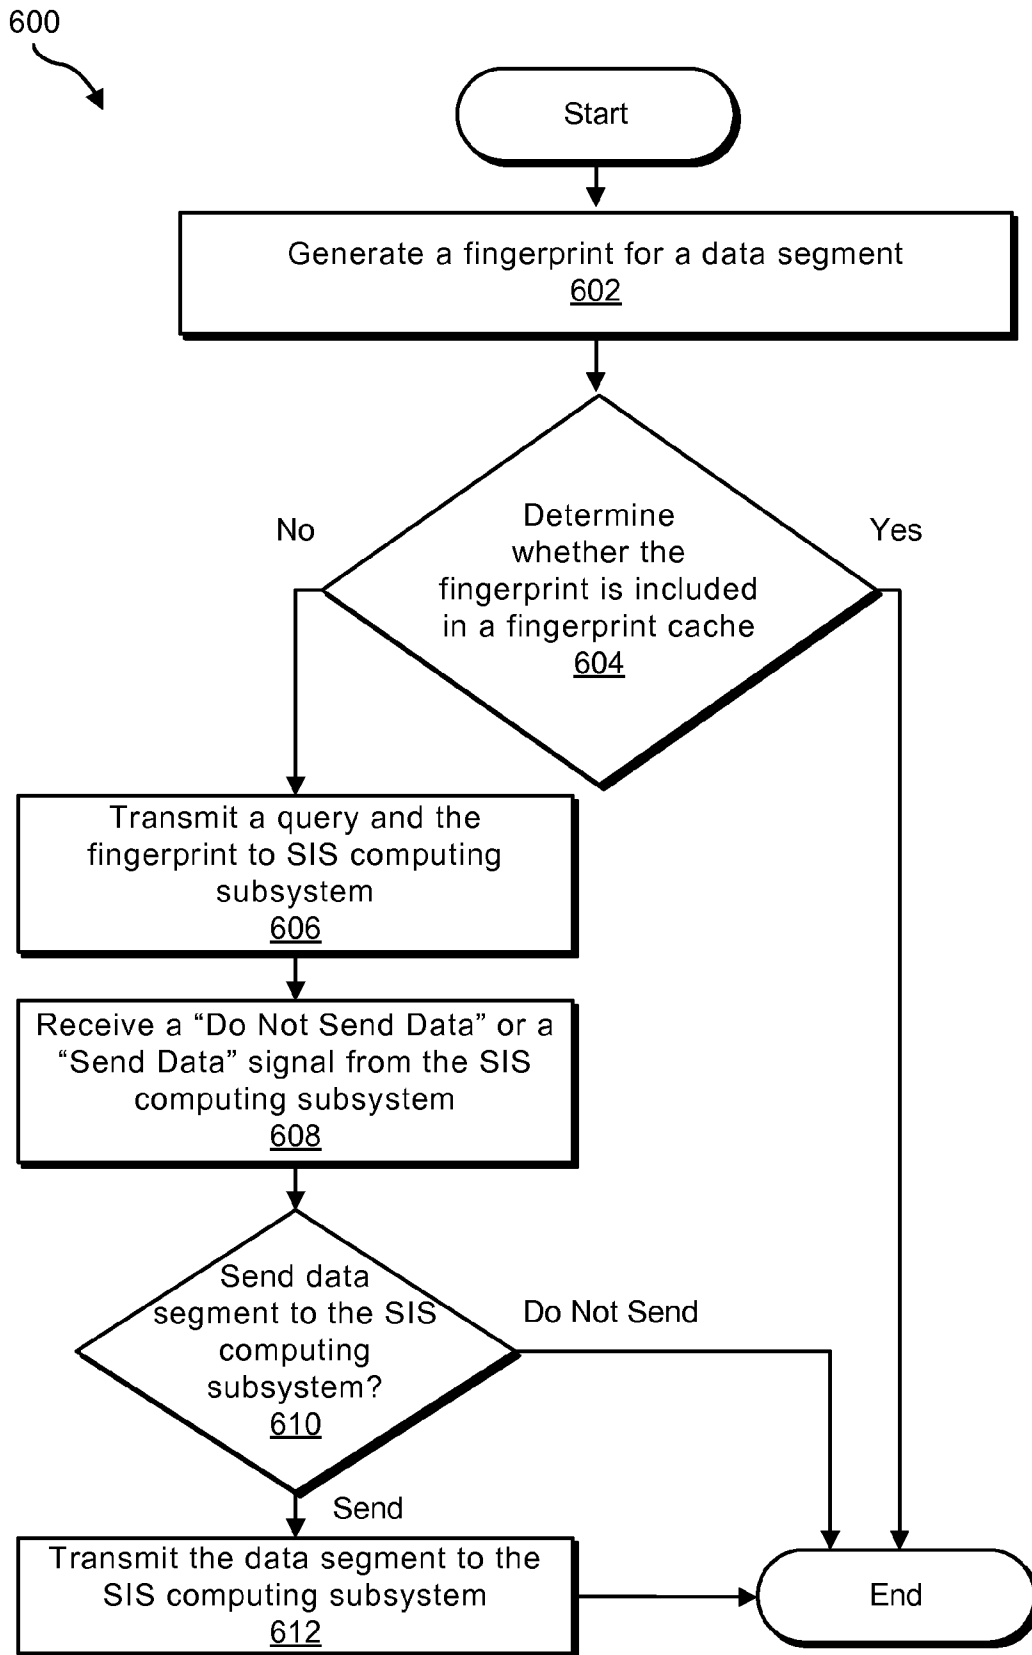 600
Start
Generate a fingerprint for a data segment
602
No
Yes
Determine
whether the
fingerprint is included
in a fingerprint cache
604
Transmit a query and the
fingerprint to SIS computing
subsystem
606
Receive a “Do Not Send Data” or a
“Send Data” signal from the SIS
computing subsystem
608
Send data
segment to the SIS
computing
subsystem?
610
Do Not Send
Send
Transmit the data segment to the
SIS computing subsystem
612
End